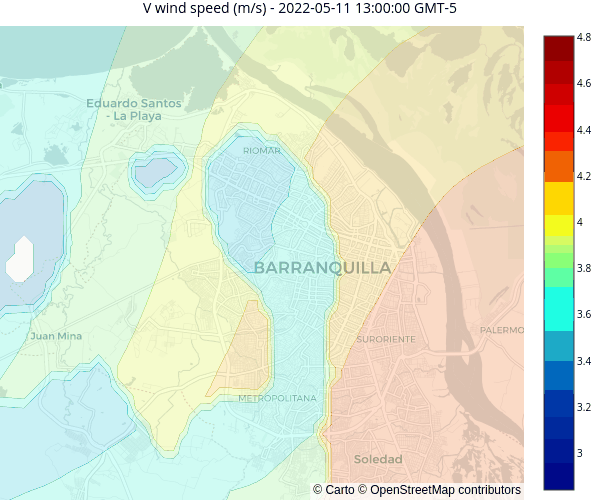 V wind speed (m/s) - 2022-05-11 13:00:00 GMT-5
4.8
4.6
4.4
4.2
4
3.8
3.6
3.4
3.2
3
Eduardo Santos
- La Playa
RIOMAR
BARRANQUILLA
Juan Mina
SURORIENTE
PALERMO
METROPOLITANA
Soledad
© Carto © OpenStreetMap contributors